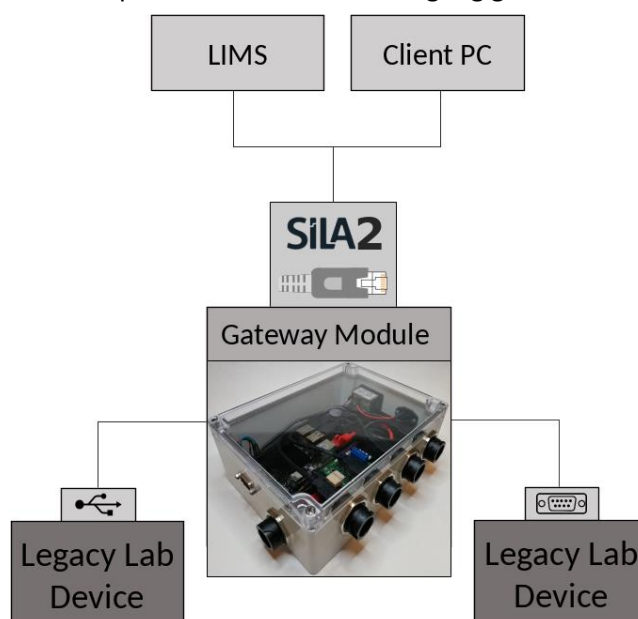 LIMS
Client PC
SiLA2
Gateway Module
Legacy Lab
Device
Legacy Lab
Device